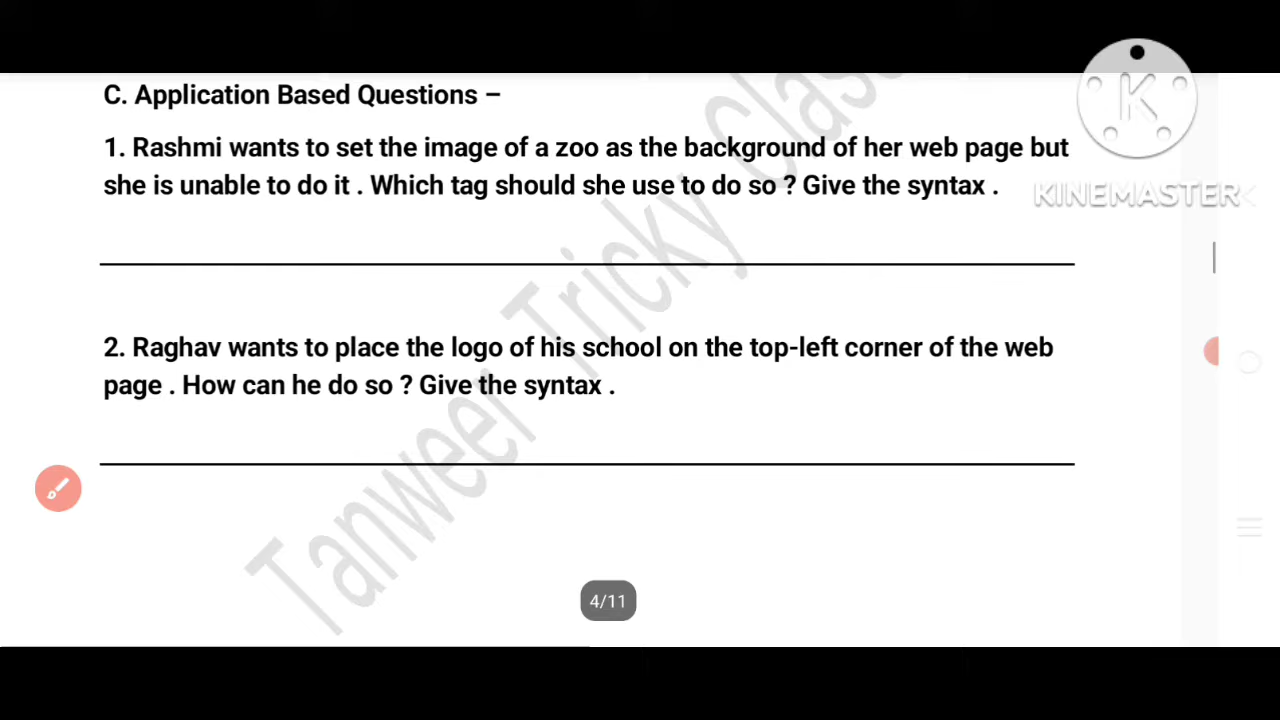 C. Application Based Questions –
1. Rashmi wants to set the image of a zoo as the background of her web page but
she is unable to do it . Which tag should she use to do so ? Give the syntax .
KINEMASTER
2. Raghav wants to place the logo of his school on the top-left corner of the web
page . How can he do so ? Give the syntax .
Tanweer Tricky Clas
4/11